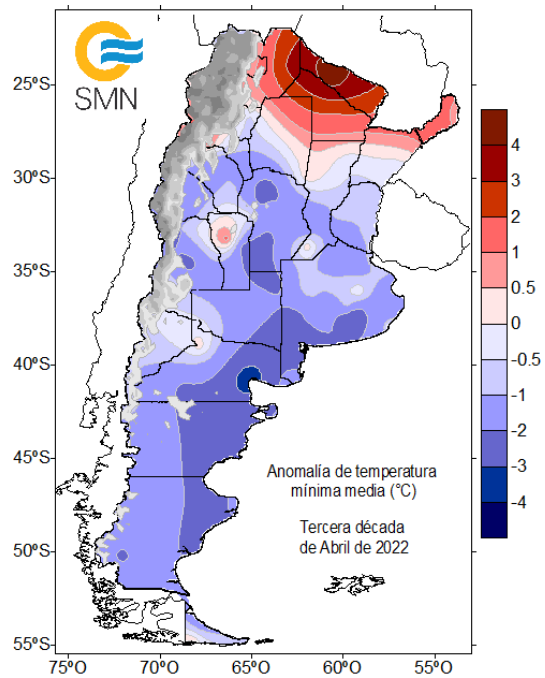 SMN
25ºS
30ºS
35ºS
40ºS
45ºS
50ºS
55ºS
75ºO
70ºO
65ºO
60ºO
55ºO
4
3
2
1
0.5
0
-0.5
-1
-2
-3
-4
Anomalía de temperatura
mínima media (°C)
Tercera década
de Abril de 2022